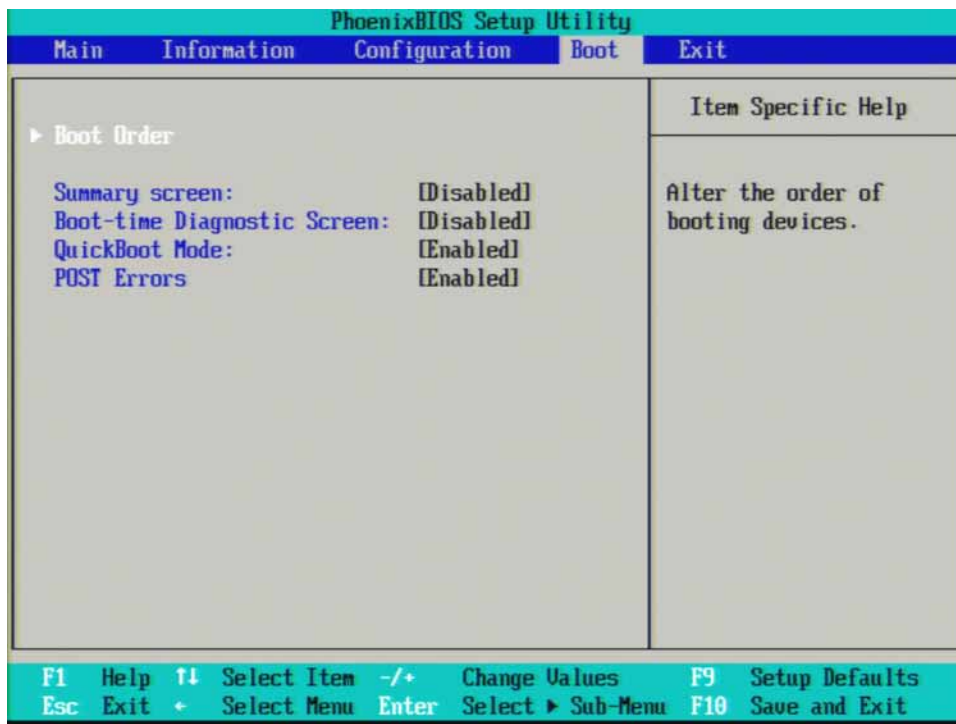 PhoenixBIOS Setup Utility
Main Information Configuration Boot Exit
Item Specific Help
▶ Boot Order
Summary screen: [Disabled]
Boot-time Diagnostic Screen: [Disabled]
QuickBoot Mode: [Enabled]
POST Errors [Enabled]
Alter the order of
booting devices.
F1 Help ↑↓ Select Item -/+ Change Values F9 Setup Defaults
Esc Exit ← Select Menu Enter Select ▶ Sub-Menu F10 Save and Exit